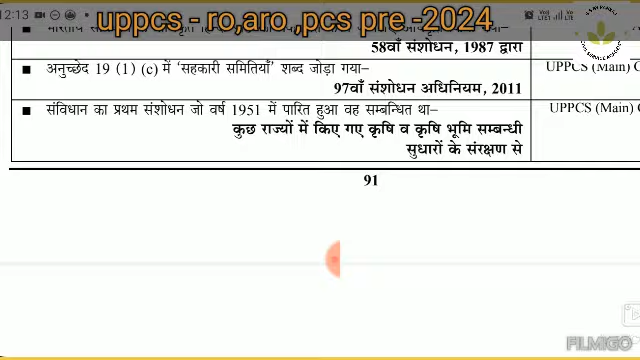 12:13
uppcs - ro,aro ,pcs pre -2024
58वाँ संशोधन, 1987 द्वारा
■ अनुच्छेद 19 (1) (c) में 'सहकारी समितियाँ' शब्द जोड़ा गया– UPPCS (Main)
97वाँ संशोधन अधिनियम, 2011
■ संविधान का प्रथम संशोधन जो वर्ष 1951 में पारित हुआ वह सम्बन्धित था– UPPCS (Main)
कुछ राज्यों में किए गए कृषि व कृषि भूमि सम्बन्धी
सुधारों के संरक्षण से
91
FILMIGO